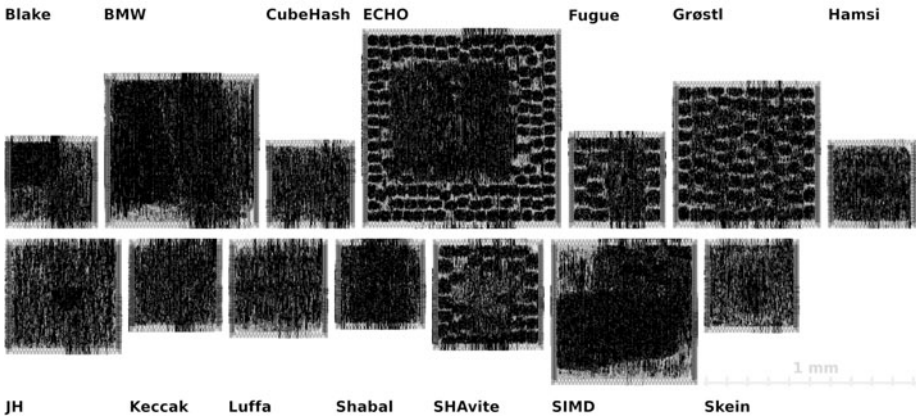 Blake BMW CubeHash ECHO Fugue Grøstl Hamsi
1 mm
JH Keccak Luffa Shabal SHAvite SIMD Skein